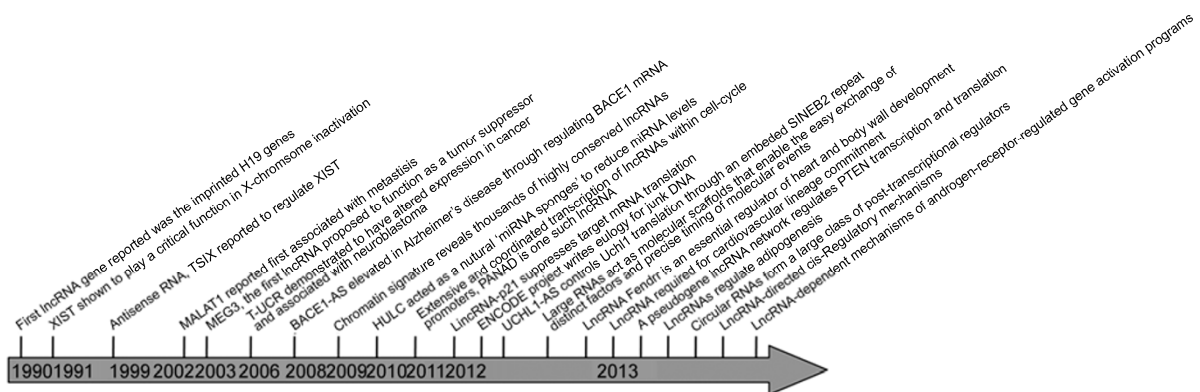 First lncRNA gene reported was the imprinted H19 genes
XIST shown to play a critical function in X-chromsome inactivation
Antisense RNA, TSIX reported to regulate XIST
MALAT1 reported first associated with metastisis
MEG3, the first lncRNA proposed to function as a tumor suppressor
T-UCR demonstrated to have altered expression in cancer
and associated with neuroblastoma
BACE1-AS elevated in Alzheimer's disease through regulating BACE1 mRNA
Chromatin signature reveals thousands of highly conserved lncRNAs
HULC acted as a nutural 'miRNA sponges' to reduce miRNA levels
Extensive and coordinated transcription of lncRNAs within cell-cycle
promoters, PANAD is one such lncRNA
LincRNA-p21 suppresses target mRNA translation
ENCODE project writes eulogy for junk DNA
UCHL1-AS controls Uchl1 translation through an embeded SINEB2 repeat
Large RNAs act as molecular scaffolds that enable the easy exchange of
distinct factors and precise timing of molecular events
LncRNA Fendrr is an essential regulator of heart and body wall development
LncRNA required for cardiovascular lineage commitment
A pseudogene lncRNA network regulates PTEN transcription and translation
LncRNAs regulate adipogenesis
Circular RNAs form a large class of post-transcriptional regulators
LncRNA-directed cis-Regulatory mechanisms
LncRNA-dependent mechanisms of androgen-receptor-regulated gene activation programs
1990 1991 1999 2002 2003 2006 2008 2009 2010 2011 2012 2013